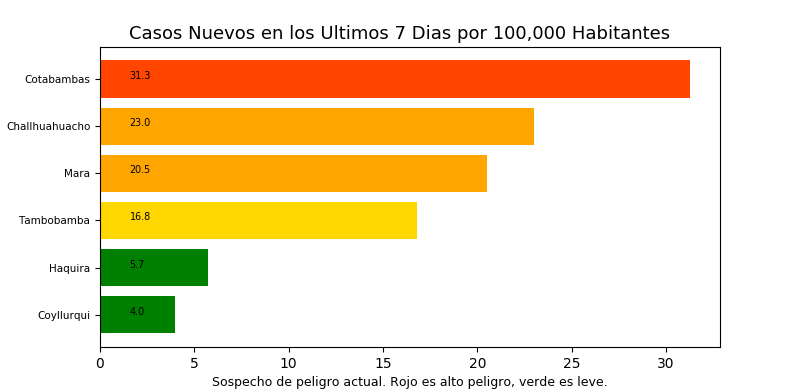 Casos Nuevos en los Ultimos 7 Dias por 100,000 Habitantes
Cotabambas 31.3
Challhuahuacho 23.0
Mara 20.5
Tambobamba 16.8
Haquira 5.7
Coyllurqui 4.0
0 5 10 15 20 25 30
Sospecho de peligro actual. Rojo es alto peligro, verde es leve.